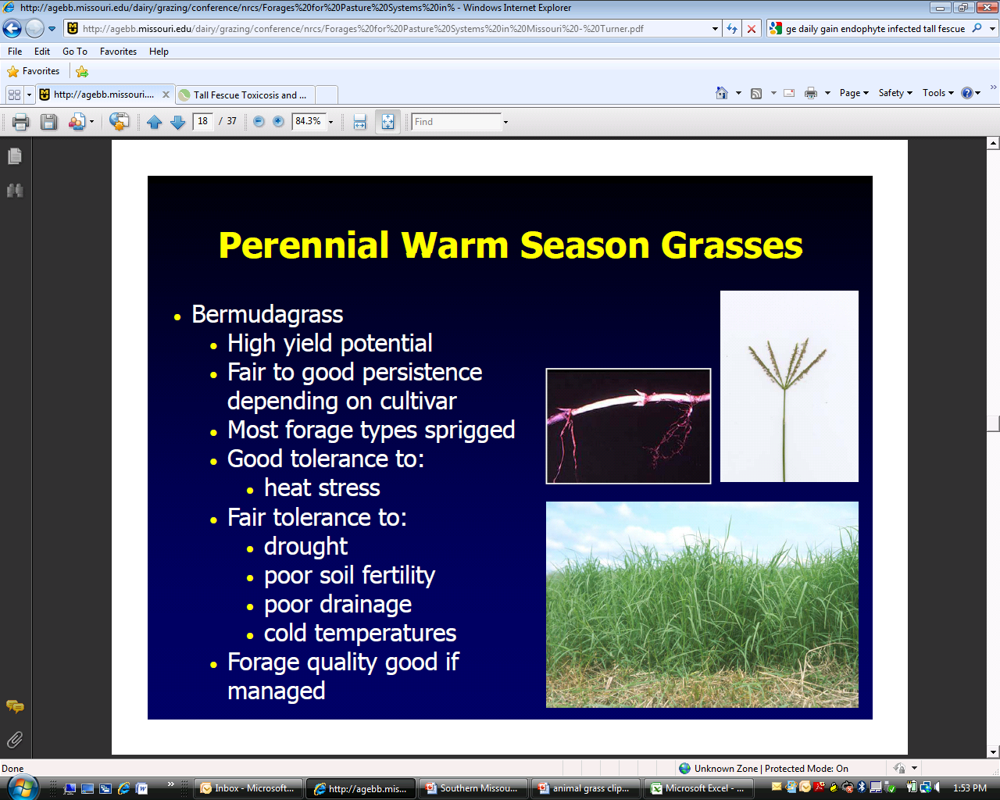 http://agebb.missouri.edu/dairy/grazing/conference/nrcs/Forages%20for%20Pasture%20Systems%20in% - Windows Internet Explorer
http://agebb.missouri.edu/dairy/grazing/conference/nrcs/Forages%20for%20Pasture%20Systems%20in%20Missouri%20-%20Turner.pdf
ge daily gain endophyte infected tall fescue
File Edit Go To Favorites Help
Favorites
http://agebb.missouri.... Tall Fescue Toxicosis and ...
Page Safety Tools
18 / 37 84.3% Find
Perennial Warm Season Grasses
• Bermudagrass
• High yield potential
• Fair to good persistence
depending on cultivar
• Most forage types sprigged
• Good tolerance to:
• heat stress
• Fair tolerance to:
• drought
• poor soil fertility
• poor drainage
• cold temperatures
• Forage quality good if
managed
Done Unknown Zone | Protected Mode: On
Inbox - Microsoft... http://agebb.mis... Southern Missou... animal grass clip... Microsoft Excel - ... 1:53 PM